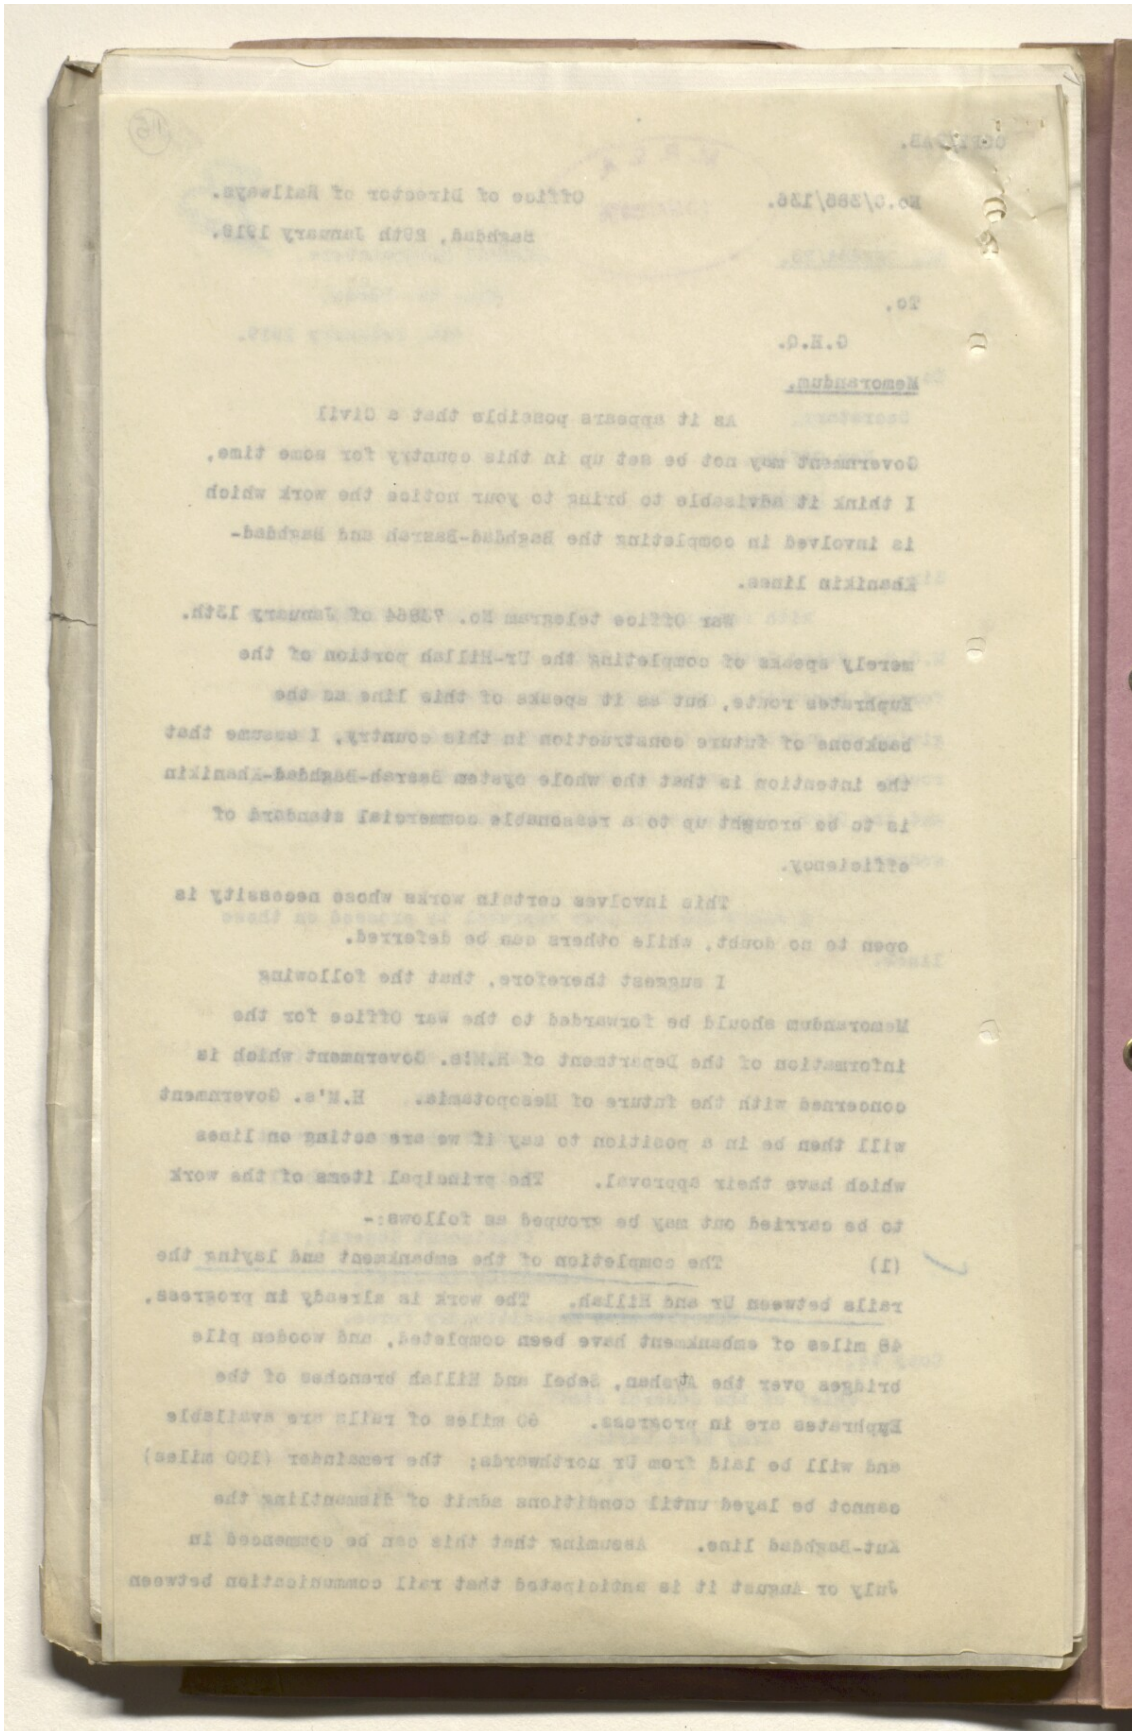 No.C/386/136.
Office of Director of Railways.
Baghdad, 29th January 1919.
To,
G.H.Q.
Memorandum.
As it appears possible that a Civil
Government may not be set up in this country for some time,
I think it advisable to bring to your notice the work which
is involved in completing the Baghdad-Basrah and Baghdad-
Khanikin lines.
War Office telegram No. 73864 of January 13th.
merely speaks of completing the Ur-Hillah portion of the
Euphrates route, but as it speaks of this line as the
backbone of future construction in this country, I assume that
the intention is that the whole system Basrah-Baghdad-Khanikin
is to be brought up to a reasonable commercial standard of
efficiency.
This involves certain works whose necessity is
open to no doubt, while others can be deferred.
I suggest therefore, that the following
Memorandum should be forwarded to the War Office for the
information of the Department of H.M's. Government which is
concerned with the future of Mesopotamia. H.M's. Government
will then be in a position to say if we are acting on lines
which have their approval. The principal items of the work
to be carried out may be grouped as follows:-
(1) The completion of the embankment and laying the
rails between Ur and Hillah. The work is already in progress,
48 miles of embankment have been completed, and wooden pile
bridges over the Atshan, Sebel and Hillah branches of the
Euphrates are in progress. 60 miles of rails are available
and will be laid from Ur northwards; the remainder (100 miles)
cannot be layed until conditions admit of dismantling the
Kut-Baghdad line. Assuming that this can be commenced in
July or August it is anticipated that rail communication between